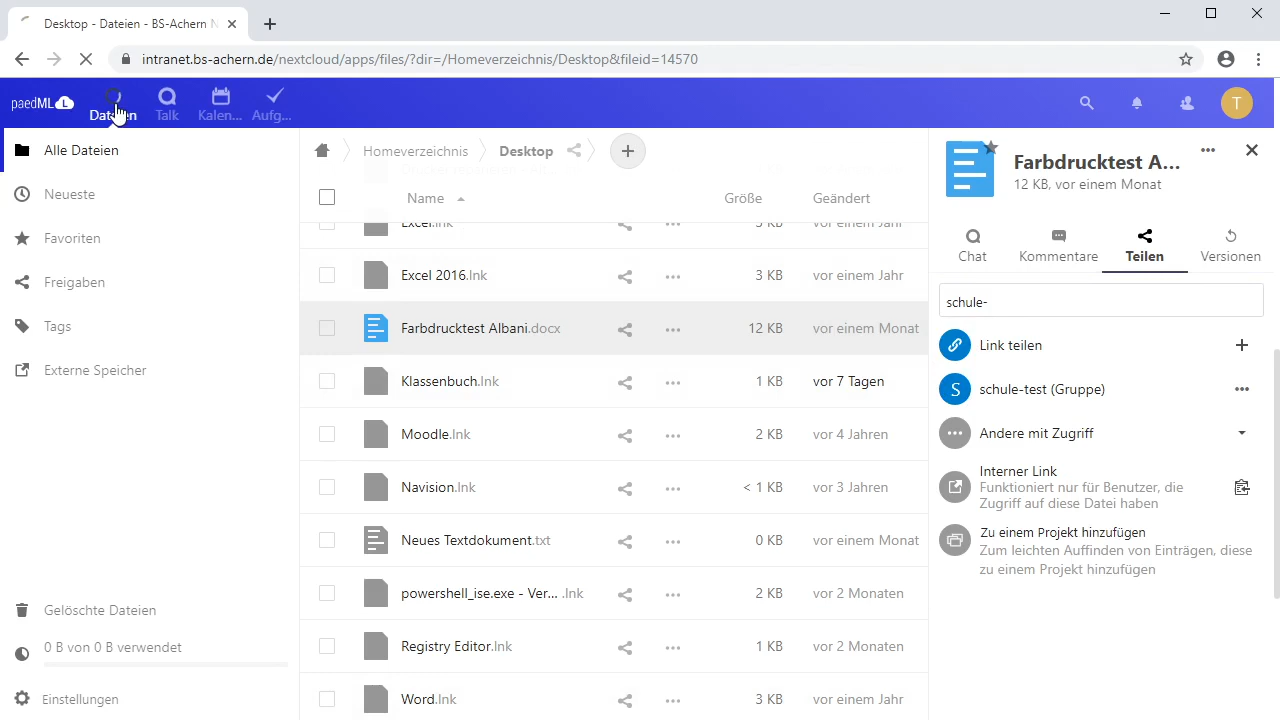 Desktop - Dateien - BS-Achern N
intranet.bs-achern.de/nextcloud/apps/files/?dir=/Homeverzeichnis/Desktop&fileid=14570
paedML L
Dateien
Talk
Kalen...
Aufg...
T
Alle Dateien
Neueste
Favoriten
Freigaben
Tags
Externe Speicher
Gelöschte Dateien
0 B von 0 B verwendet
Einstellungen
Homeverzeichnis
Desktop
+
Name
Größe
Geändert
Excel.lnk 3 KB vor einem Jahr
Excel 2016.lnk 3 KB vor einem Jahr
Farbdrucktest Albani.docx 12 KB vor einem Monat
Klassenbuch.lnk 1 KB vor 7 Tagen
Moodle.lnk 2 KB vor 4 Jahren
Navision.lnk < 1 KB vor 3 Jahren
Neues Textdokument.txt 0 KB vor einem Monat
powershell_ise.exe - Ver... .lnk 2 KB vor 2 Monaten
Registry Editor.lnk 1 KB vor 2 Monaten
Word.lnk 3 KB vor einem Jahr
Farbdrucktest A...
12 KB, vor einem Monat
Chat
Kommentare
Teilen
Versionen
schule-
Link teilen
S schule-test (Gruppe)
Andere mit Zugriff
Interner Link
Funktioniert nur für Benutzer, die
Zugriff auf diese Datei haben
Zu einem Projekt hinzufügen
Zum leichten Auffinden von Einträgen, diese
zu einem Projekt hinzufügen